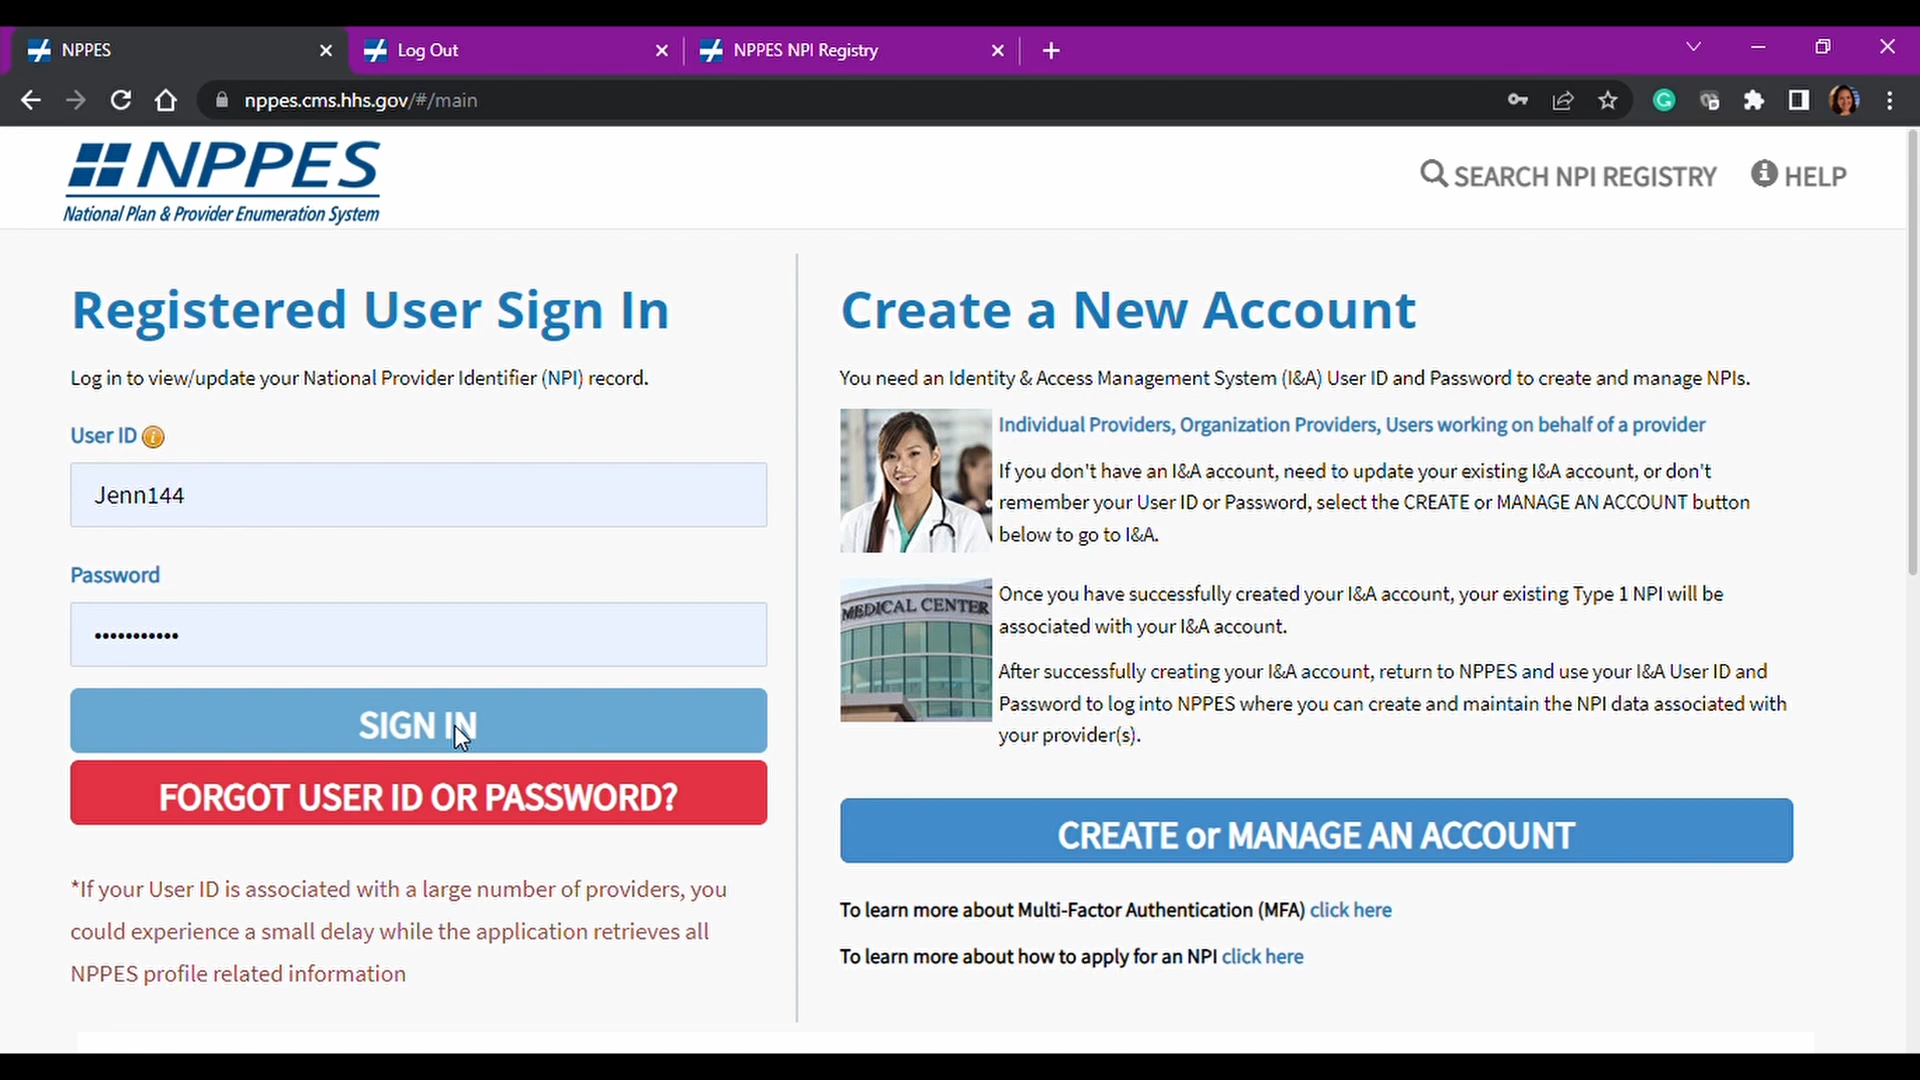 NPPES
Log Out
NPPES NPI Registry
nppes.cms.hhs.gov/#/main
NPPES
National Plan & Provider Enumeration System
SEARCH NPI REGISTRY
HELP
Registered User Sign In
Log in to view/update your National Provider Identifier (NPI) record.
User ID
Jenn144
Password
•••••••••••
SIGN IN
FORGOT USER ID OR PASSWORD?
*If your User ID is associated with a large number of providers, you
could experience a small delay while the application retrieves all
NPPES profile related information
Create a New Account
You need an Identity & Access Management System (I&A) User ID and Password to create and manage NPIs.
Individual Providers, Organization Providers, Users working on behalf of a provider
If you don't have an I&A account, need to update your existing I&A account, or don't
remember your User ID or Password, select the CREATE or MANAGE AN ACCOUNT button
below to go to I&A.
MEDICAL CENTER
Once you have successfully created your I&A account, your existing Type 1 NPI will be
associated with your I&A account.
After successfully creating your I&A account, return to NPPES and use your I&A User ID and
Password to log into NPPES where you can create and maintain the NPI data associated with
your provider(s).
CREATE or MANAGE AN ACCOUNT
To learn more about Multi-Factor Authentication (MFA) click here
To learn more about how to apply for an NPI click here